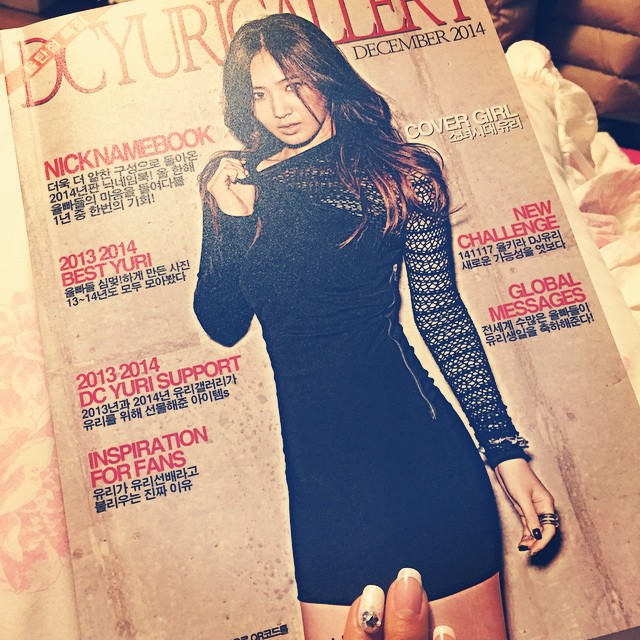 DCYURIGALLERY
DECEMBER 2014
COVER GIRL
소녀시대 유리
NICKNAMEBOOK
더욱 더 알찬 구성으로 돌아온
2014년판 닉네임북! 올 한해
율빠들의 마음을 들여다볼
1년 중 한번의 기회!
NEW
CHALLENGE
141117 율키라 DJ유리
새로운 가능성을 엿보다
2013 2014
BEST YURI
율빠들 심멎!하게 만든 사진
13~14년도 모두 모아봤다
GLOBAL
MESSAGES
전세계 수많은 율빠들이
유리생일을 축하해준다!
2013 2014
DC YURI SUPPORT
2013년과 2014년 유리갤러리가
유리를 위해 선물해준 아이템s
INSPIRATION
FOR FANS
유리가 유리선배라고
불리우는 진짜 이유
QR코드를